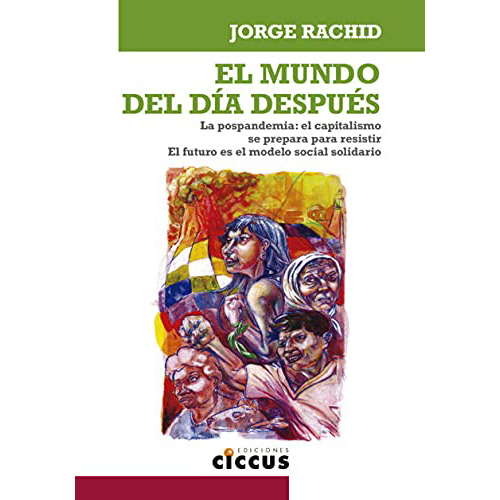 JORGE RACHID
EL MUNDO
DEL DÍA DESPUÉS
La pospandemia: el capitalismo
se prepara para resistir
El futuro es el modelo social solidario
EDICIONES
CICCUS